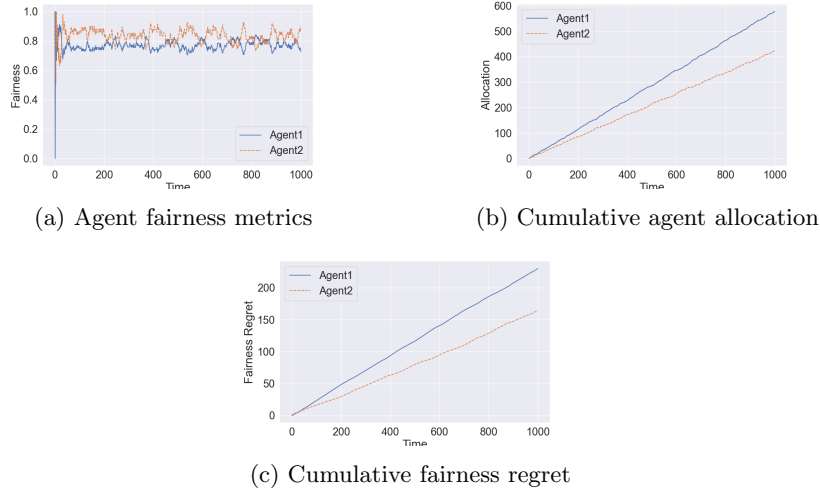 1.0
0.8
0.6
0.4
0.2
0.0
Fairness
Agent1
Agent2
0 200 400 600 800 1000
Time
(a) Agent fairness metrics
600
500
400
300
200
100
0
Allocation
Agent1
Agent2
0 200 400 600 800 1000
Time
(b) Cumulative agent allocation
200
150
100
50
0
Fairness Regret
Agent1
Agent2
0 200 400 600 800 1000
Time
(c) Cumulative fairness regret